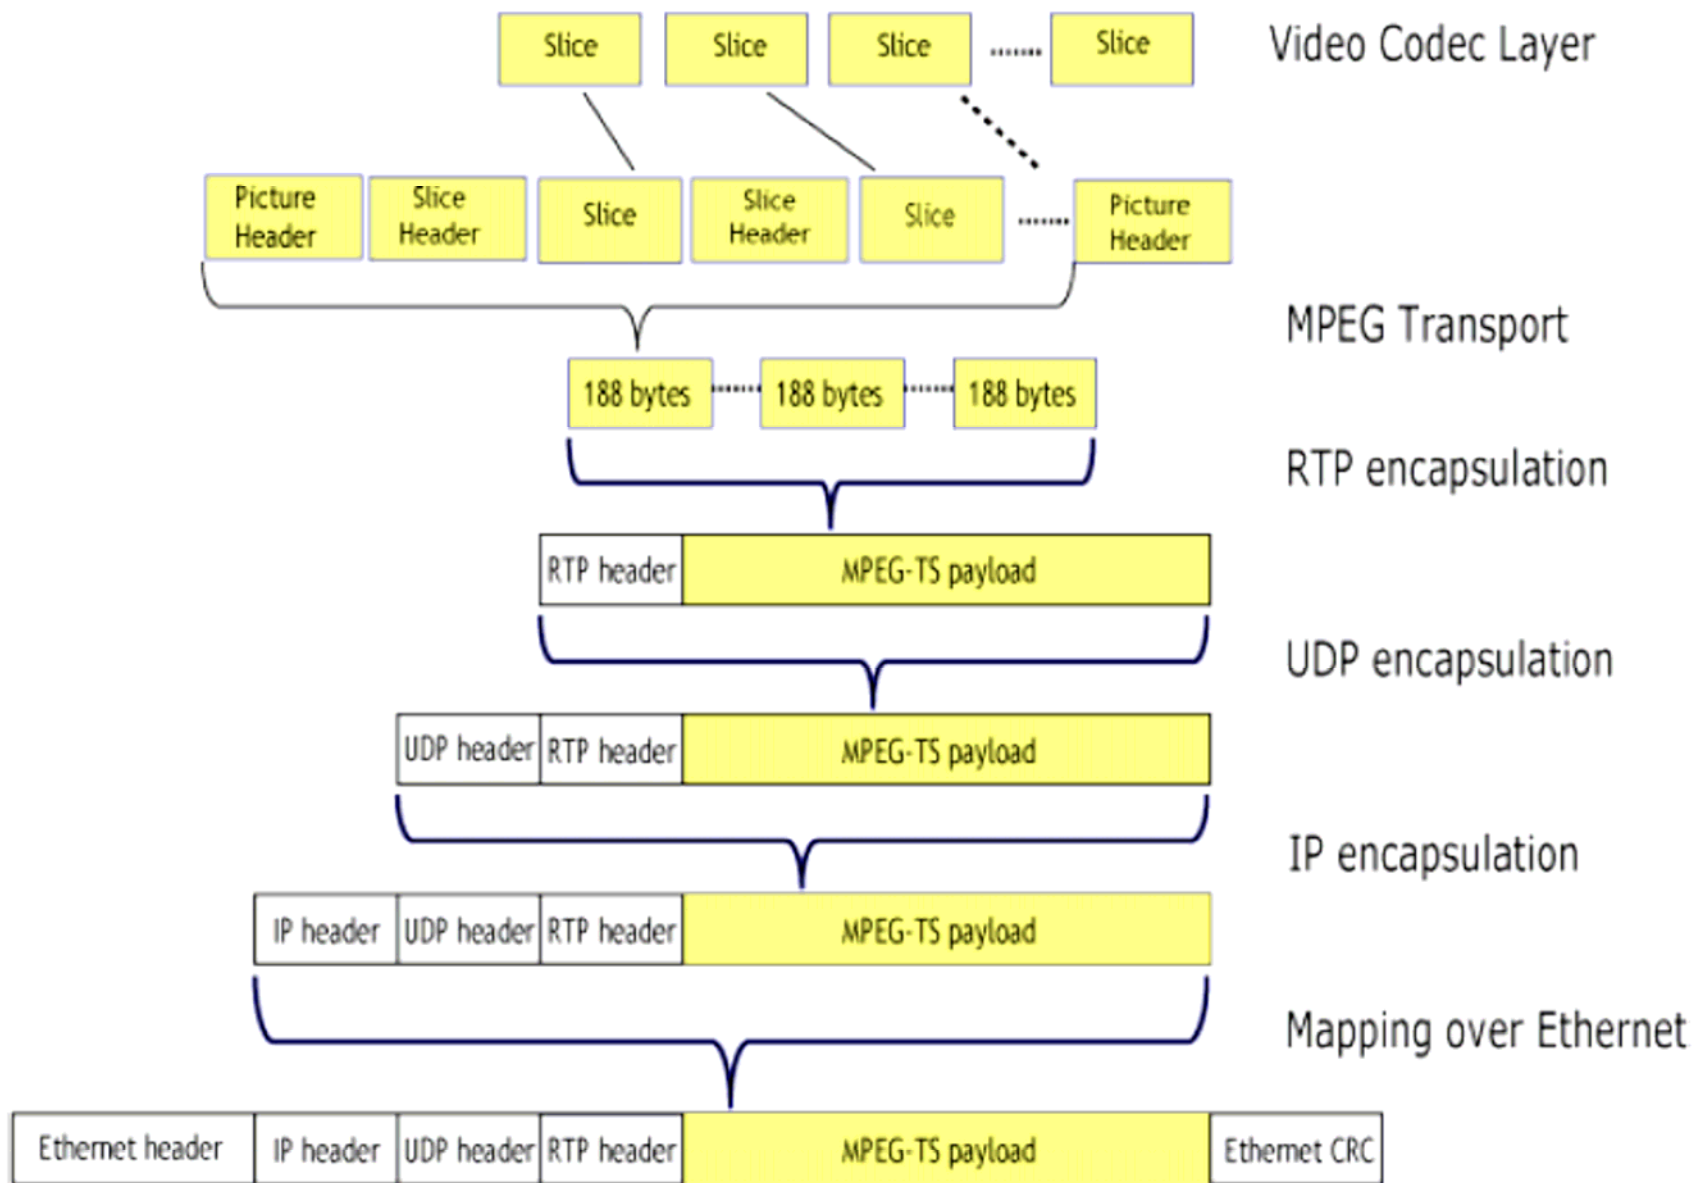 Slice Slice Slice Slice Video Codec Layer
Picture Header Slice Header Slice Slice Header Slice Picture Header
MPEG Transport
188 bytes 188 bytes 188 bytes
RTP encapsulation
RTP header MPEG-TS payload
UDP encapsulation
UDP header RTP header MPEG-TS payload
IP encapsulation
IP header UDP header RTP header MPEG-TS payload
Mapping over Ethernet
Ethernet header IP header UDP header RTP header MPEG-TS payload Ethernet CRC